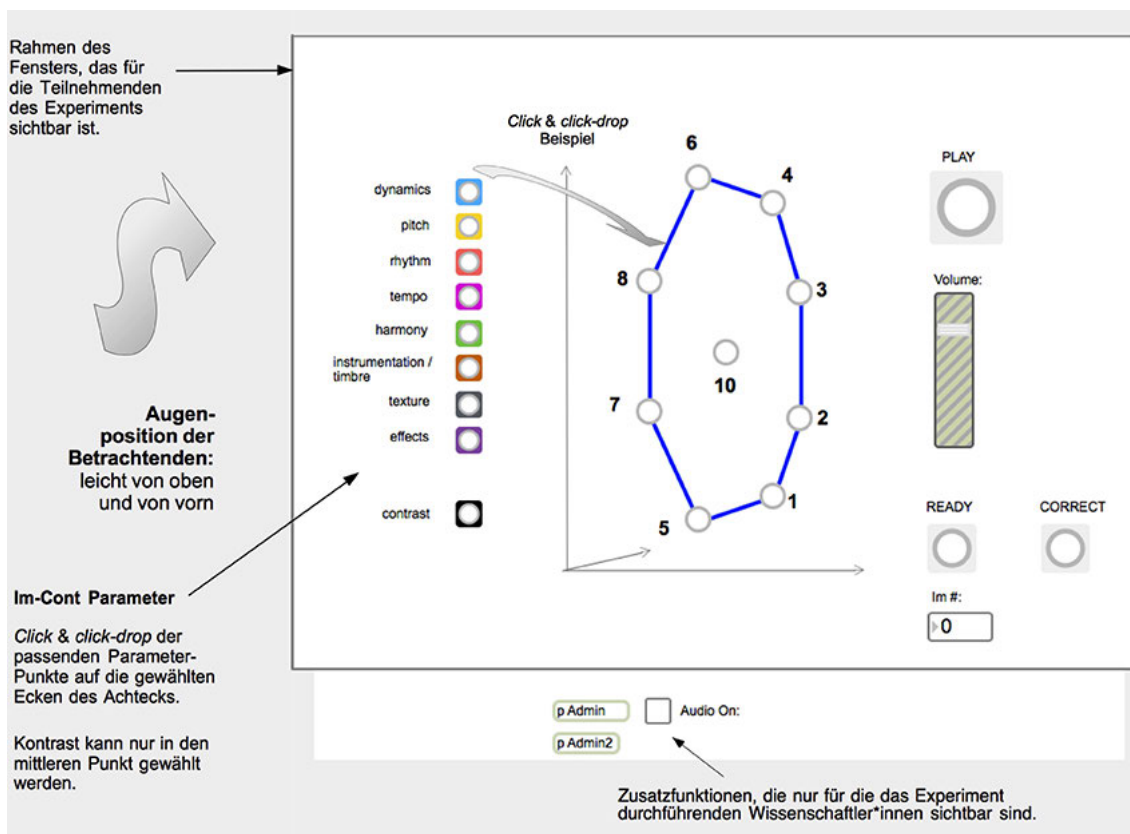 Rahmen des
Fensters, das für
die Teilnehmenden
des Experiments
sichtbar ist.
Click & click-drop
Beispiel
dynamics
pitch
rhythm
tempo
harmony
instrumentation /
timbre
texture
effects
contrast
6
4
8
3
10
7
2
5
1
PLAY
Volume:
READY
CORRECT
Im #:
0
Augen-
position der
Betrachtenden:
leicht von oben
und von vorn
Im-Cont Parameter
Click & click-drop der
passenden Parameter-
Punkte auf die gewählten
Ecken des Achtecks.
Kontrast kann nur in den
mittleren Punkt gewählt
werden.
p Admin
Audio On:
p Admin2
Zusatzfunktionen, die nur für die das Experiment
durchführenden Wissenschaftler*innen sichtbar sind.